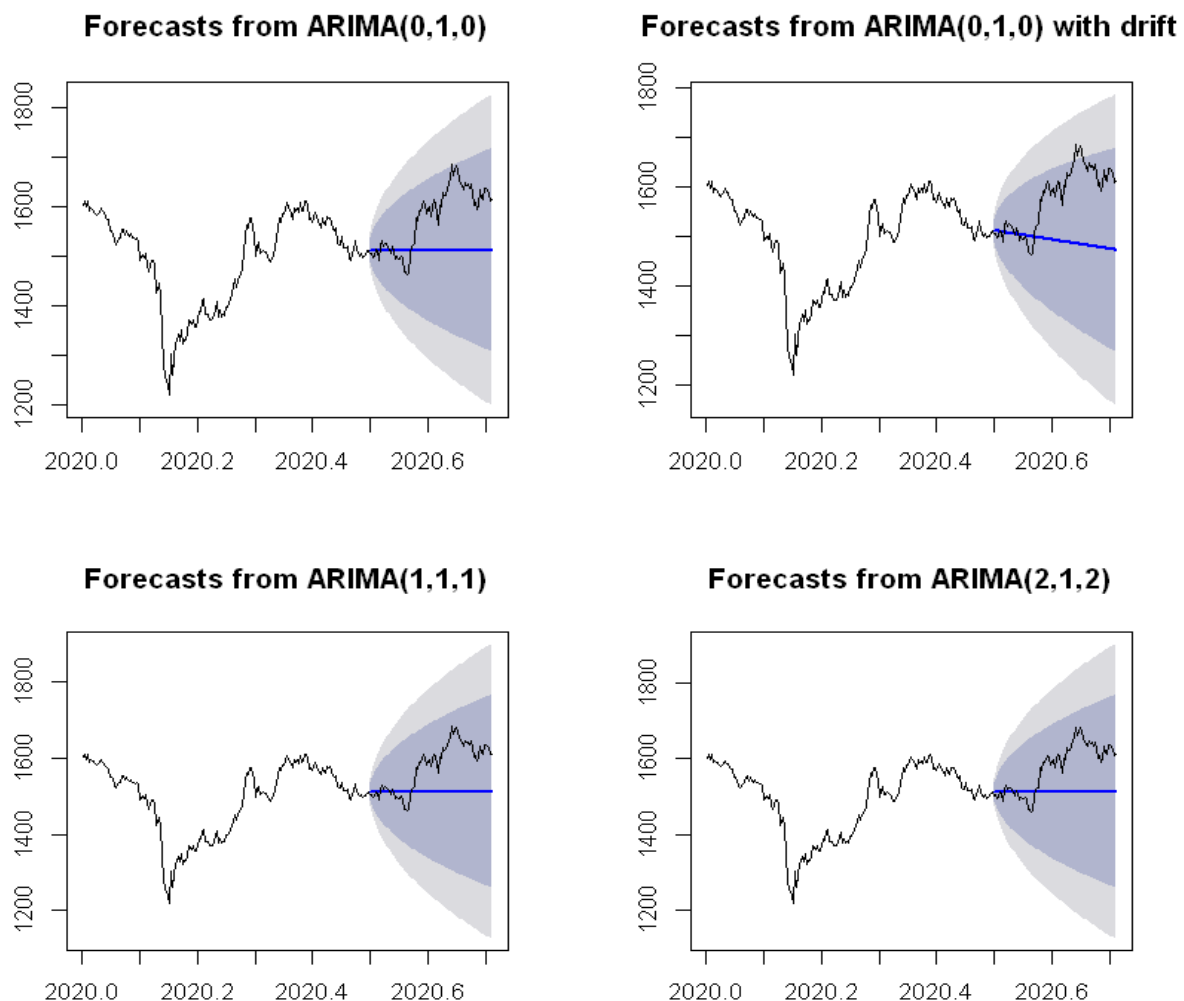 Forecasts from ARIMA(0,1,0)
1800
1600
1400
1200
2020.0 2020.2 2020.4 2020.6
Forecasts from ARIMA(0,1,0) with drift
1800
1600
1400
1200
2020.0 2020.2 2020.4 2020.6
Forecasts from ARIMA(1,1,1)
1800
1600
1400
1200
2020.0 2020.2 2020.4 2020.6
Forecasts from ARIMA(2,1,2)
1800
1600
1400
1200
2020.0 2020.2 2020.4 2020.6